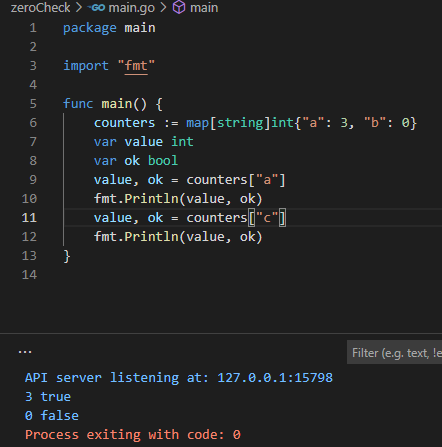 zeroCheck > main.go > main
1 package main
2
3 import "fmt"
4
5 func main() {
6 counters := map[string]int{"a": 3, "b": 0}
7 var value int
8 var ok bool
9 value, ok = counters["a"]
10 fmt.Println(value, ok)
11 value, ok = counters["c"]
12 fmt.Println(value, ok)
13 }
14
... Filter (e.g. text, !e
API server listening at: 127.0.0.1:15798
3 true
0 false
Process exiting with code: 0